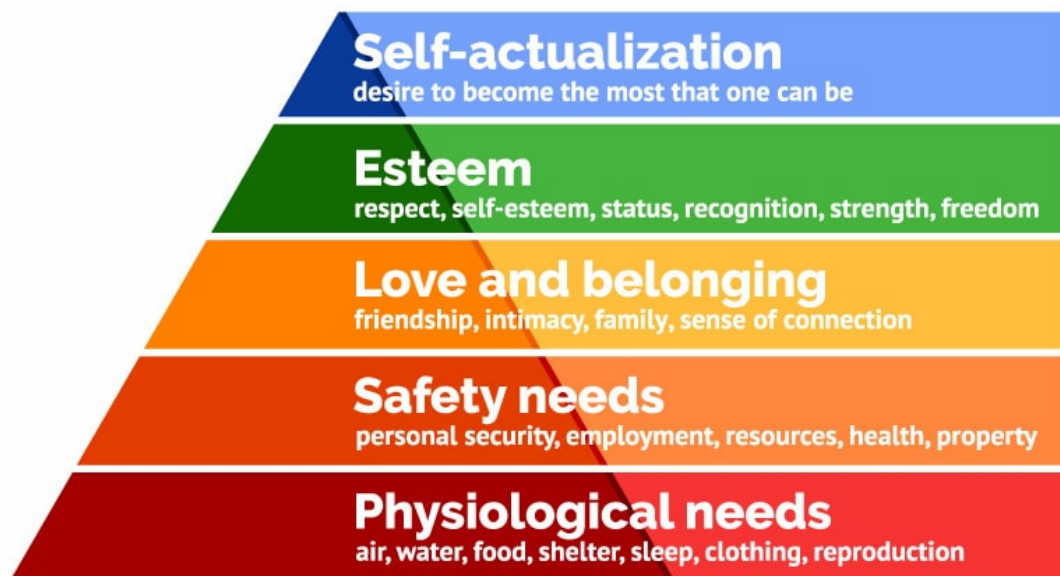 Self-actualization
desire to become the most that one can be
Esteem
respect, self-esteem, status, recognition, strength, freedom
Love and belonging
friendship, intimacy, family, sense of connection
Safety needs
personal security, employment, resources, health, property
Physiological needs
air, water, food, shelter, sleep, clothing, reproduction